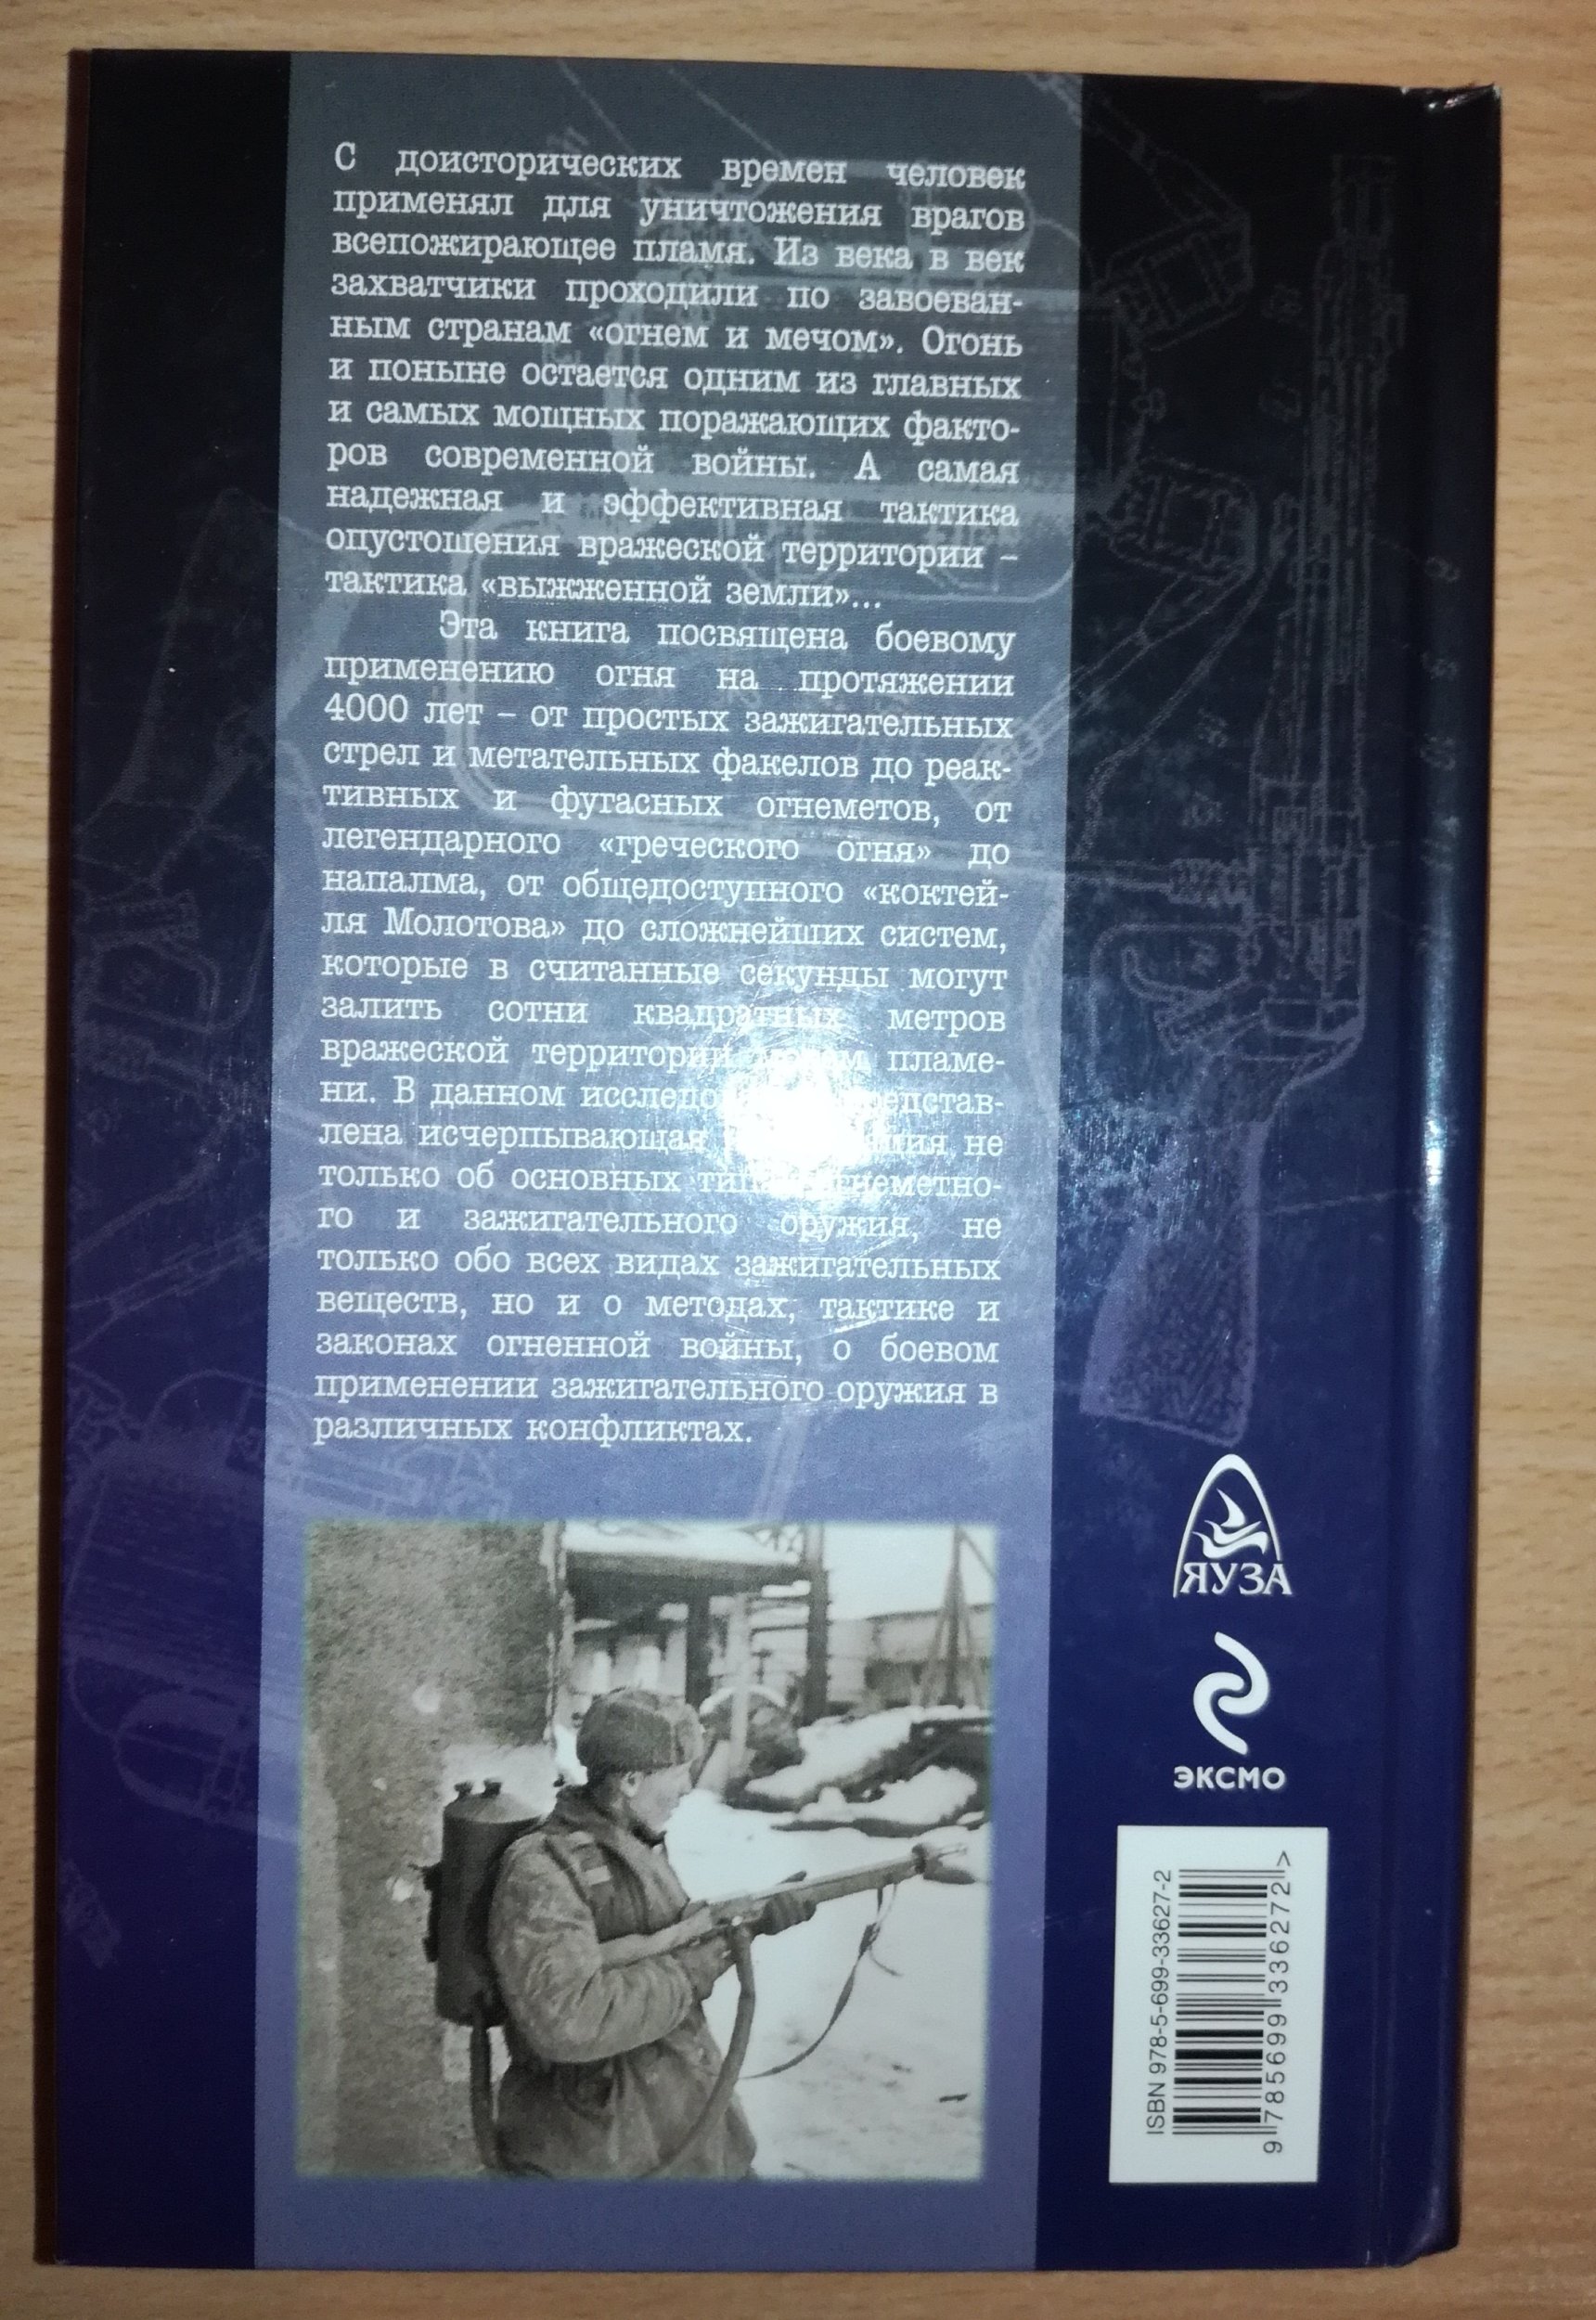 С доисторических времен человек
применял для уничтожения врагов
всепожирающее пламя. Из века в век
захватчики проходили по завоеван-
ным странам «огнем и мечом». Огонь
и поныне остается одним из главных
и самых мощных поражающих факто-
ров современной войны. А самая
надежная и эффективная тактика
опустошения вражеской территории –
тактика «выжженной земли»...
Эта книга посвящена боевому
применению огня на протяжении
4000 лет – от простых зажигательных
стрел и метательных факелов до реак-
тивных и фугасных огнеметов, от
легендарного «греческого огня» до
напалма, от общедоступного «коктей-
ля Молотова» до сложнейших систем,
которые в считанные секунды могут
залить сотни квадратных метров
вражеской территории пламе-
ни. В данном
лена исчерпывающая не
только об основных
го и зажигательного оружия, не
только обо всех видах зажигательных
веществ, но и о методах, тактике и
законах огненной войны, о боевом
применении зажигательного оружия в
различных конфликтах.
ЯУЗА
ЭКСМО
ISBN 978-5-699-33627-2
9 785699 336272 >